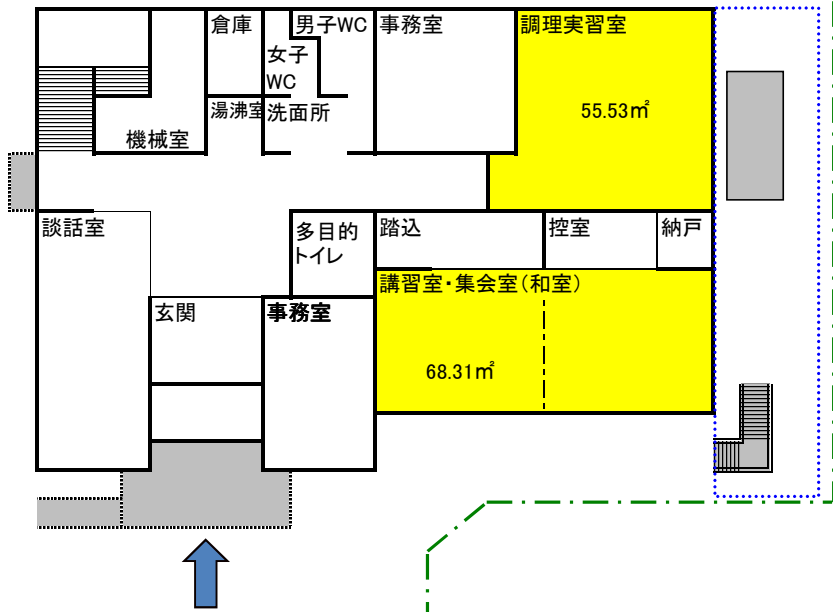 倉庫
男子WC
事務室
調理実習室
女子
WC
湯沸室
洗面所
55.53㎡
機械室
談話室
多目的
トイレ
踏込
控室
納戸
講習室・集会室(和室)
玄関
事務室
68.31㎡